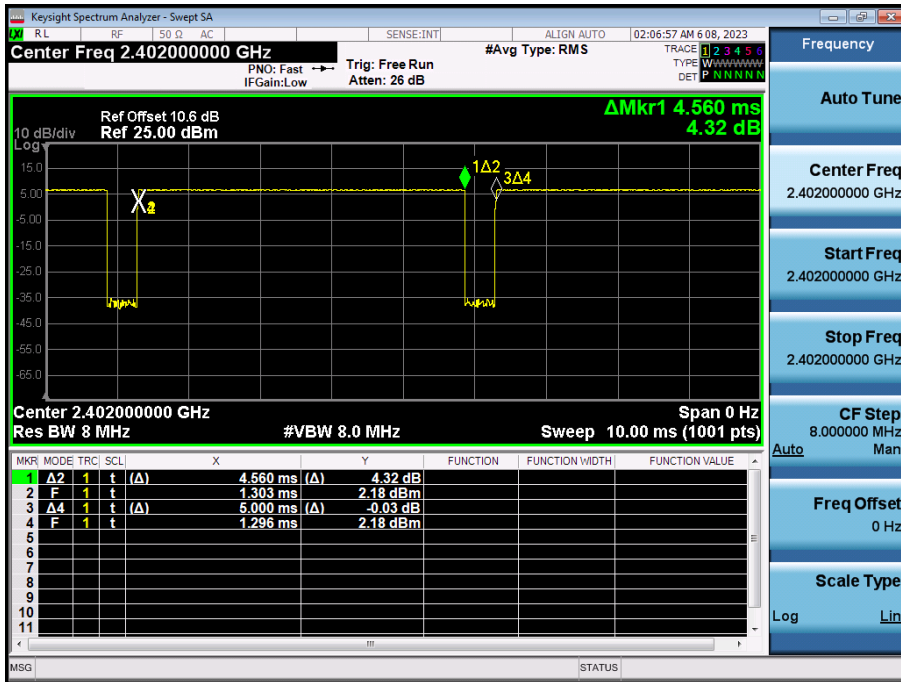 Keysight Spectrum Analyzer - Swept SA
LXI RL RF 50 Ω AC SENSE:INT ALIGN AUTO 02:06:57 AM 6 08, 2023
Center Freq 2.402000000 GHz #Avg Type: RMS TRACE 1 2 3 4 5 6
PNO: Fast Trig: Free Run TYPE WWWWWW
IFGain:Low Atten: 26 dB DET P N N N N N
Ref Offset 10.6 dB ΔMkr1 4.560 ms
10 dB/div Ref 25.00 dBm 4.32 dB
Log
15.0
5.00
-5.00
-15.0
-25.0
-35.0
-45.0
-55.0
-65.0
1Δ2
3Δ4
Center 2.402000000 GHz Span 0 Hz
Res BW 8 MHz #VBW 8.0 MHz Sweep 10.00 ms (1001 pts)
MKR MODE TRC SCL X Y FUNCTION FUNCTION WIDTH FUNCTION VALUE
1 Δ2 1 t (Δ) 4.560 ms (Δ) 4.32 dB
2 F 1 t 1.303 ms 2.18 dBm
3 Δ4 1 t (Δ) 5.000 ms (Δ) -0.03 dB
4 F 1 t 1.296 ms 2.18 dBm
5
6
7
8
9
10
11
MSG STATUS
Frequency
Auto Tune
Center Freq
2.402000000 GHz
Start Freq
2.402000000 GHz
Stop Freq
2.402000000 GHz
CF Step
8.000000 MHz
Auto Man
Freq Offset
0 Hz
Scale Type
Log Lin